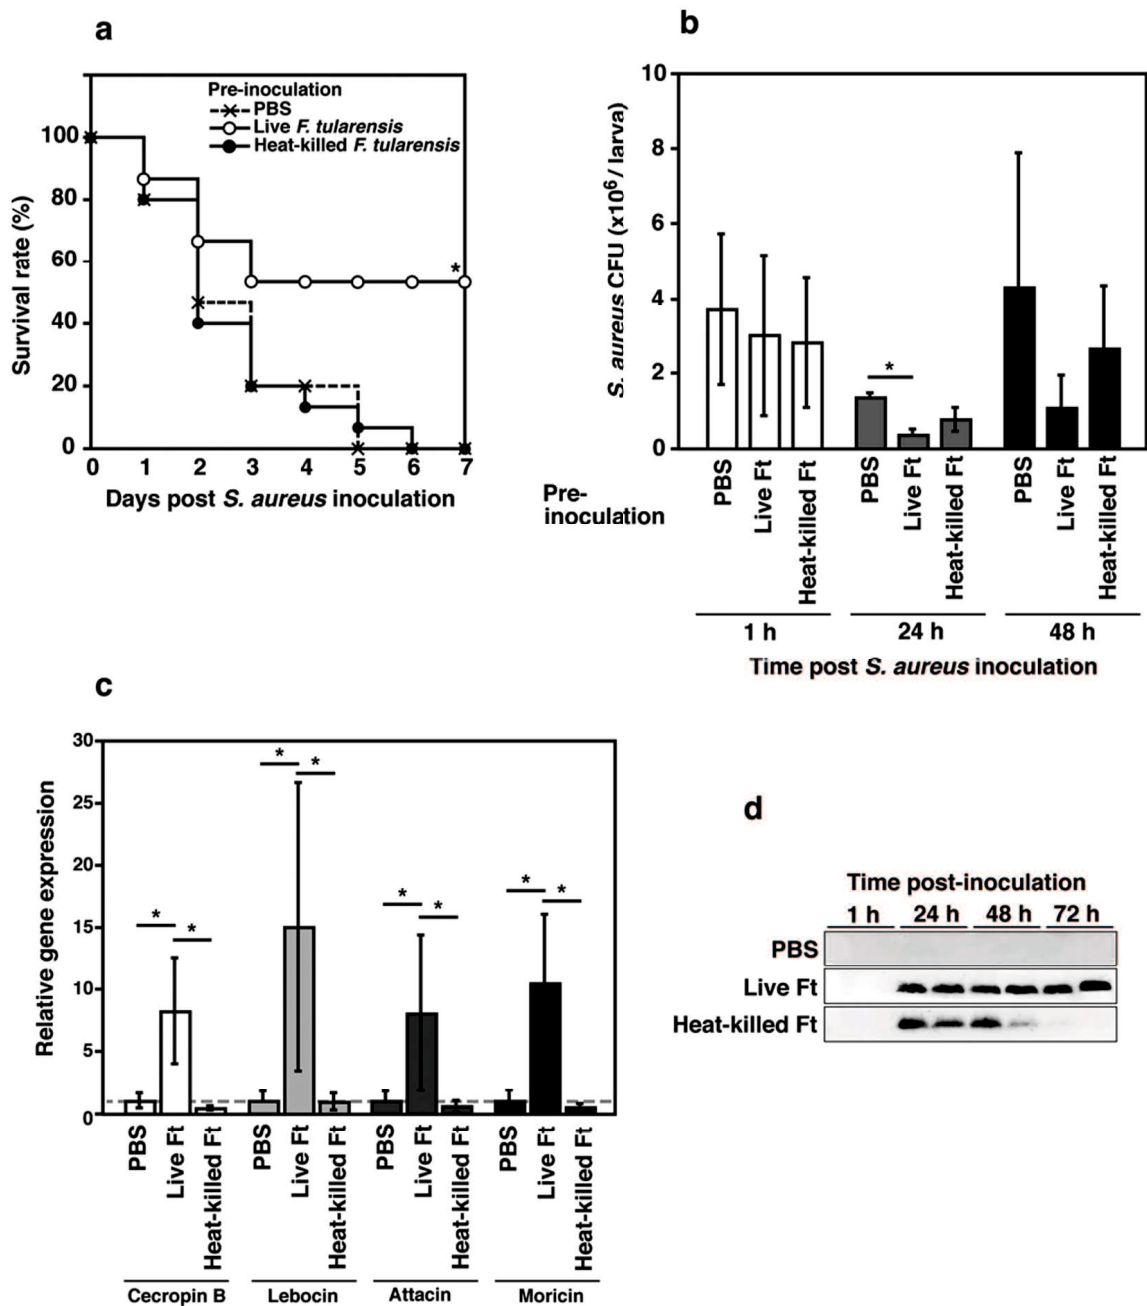 a
Pre-inoculation
PBS
Live F. tularensis
Heat-killed F. tularensis
100
80
60
40
20
0
Survival rate (%)
*
0 1 2 3 4 5 6 7
Days post S. aureus inoculation
b
10
8
6
4
2
0
S. aureus CFU (x10⁶ / larva)
*
Pre-
inoculation
PBS
Live Ft
Heat-killed Ft
PBS
Live Ft
Heat-killed Ft
PBS
Live Ft
Heat-killed Ft
1 h 24 h 48 h
Time post S. aureus inoculation
c
30
25
20
15
10
5
0
Relative gene expression
* *
* *
* *
* *
PBS
Live Ft
Heat-killed Ft
PBS
Live Ft
Heat-killed Ft
PBS
Live Ft
Heat-killed Ft
PBS
Live Ft
Heat-killed Ft
Cecropin B Lebocin Attacin Moricin
d
Time post-inoculation
1 h 24 h 48 h 72 h
PBS
Live Ft
Heat-killed Ft